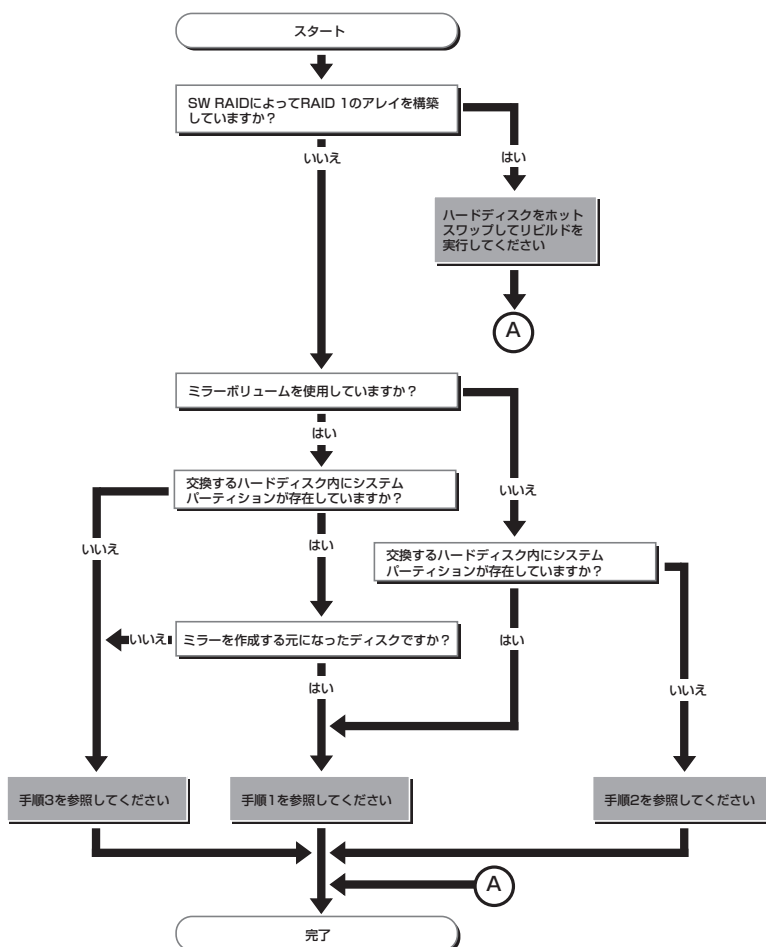 スタート
SW RAIDによってRAID 1のアレイを構築
していますか？
いいえ
はい
ハードディスクをホット
スワップしてリビルドを
実行してください
A
ミラーボリュームを使用していますか？
はい
いいえ
交換するハードディスク内にシステム
パーティションが存在していますか？
いいえ
はい
交換するハードディスク内にシステム
パーティションが存在していますか？
いいえ
ミラーを作成する元になったディスクですか？
はい
はい
いいえ
手順3を参照してください
手順1を参照してください
手順2を参照してください
A
完了